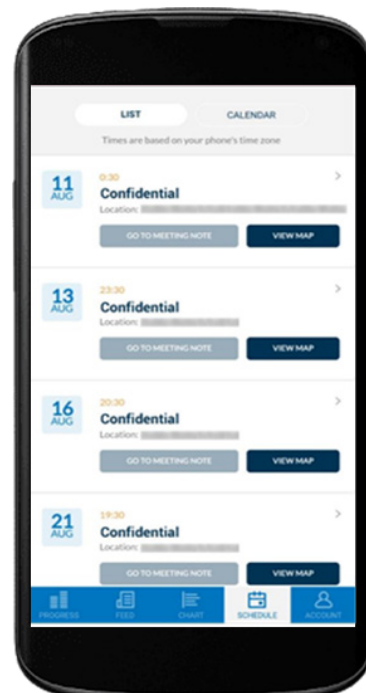 LIST
CALENDAR
Times are based on your phone's time zone
11
AUG
0:30
Confidential
Location:
GO TO MEETING NOTE
VIEW MAP
13
AUG
23:30
Confidential
Location:
GO TO MEETING NOTE
VIEW MAP
16
AUG
20:30
Confidential
Location:
GO TO MEETING NOTE
VIEW MAP
21
AUG
19:30
Confidential
Location:
GO TO MEETING NOTE
VIEW MAP
PROGRESS
FEED
CHART
SCHEDULE
ACCOUNT